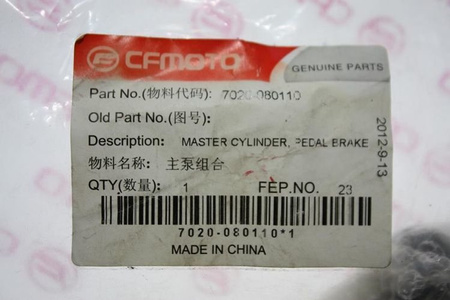 CFMOTO
GENUINE PARTS
Part No.(物料代码): 7020-080110
Old Part No.(图号):
Description: MASTER CYLINDER, PEDAL BRAKE
物料名称: 主泵组合
QTY(数量): 1 FEP.NO. 23
2012-9-13
7020-080110*1
MADE IN CHINA